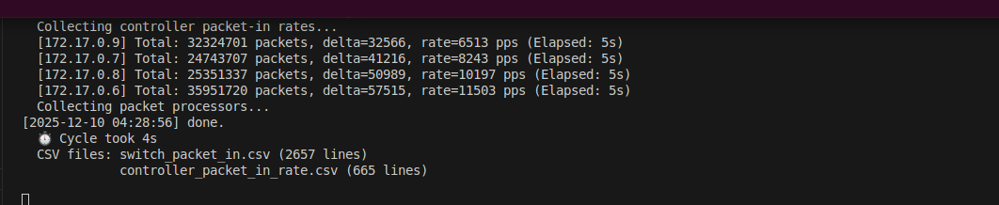 Collecting controller packet-in rates...
[172.17.0.9] Total: 32324701 packets, delta=32566, rate=6513 pps (Elapsed: 5s)
[172.17.0.7] Total: 24743707 packets, delta=41216, rate=8243 pps (Elapsed: 5s)
[172.17.0.8] Total: 25351337 packets, delta=50989, rate=10197 pps (Elapsed: 5s)
[172.17.0.6] Total: 35951720 packets, delta=57515, rate=11503 pps (Elapsed: 5s)
Collecting packet processors...
[2025-12-10 04:28:56] done.
⏱ Cycle took 4s
CSV files: switch_packet_in.csv (2657 lines)
controller_packet_in_rate.csv (665 lines)